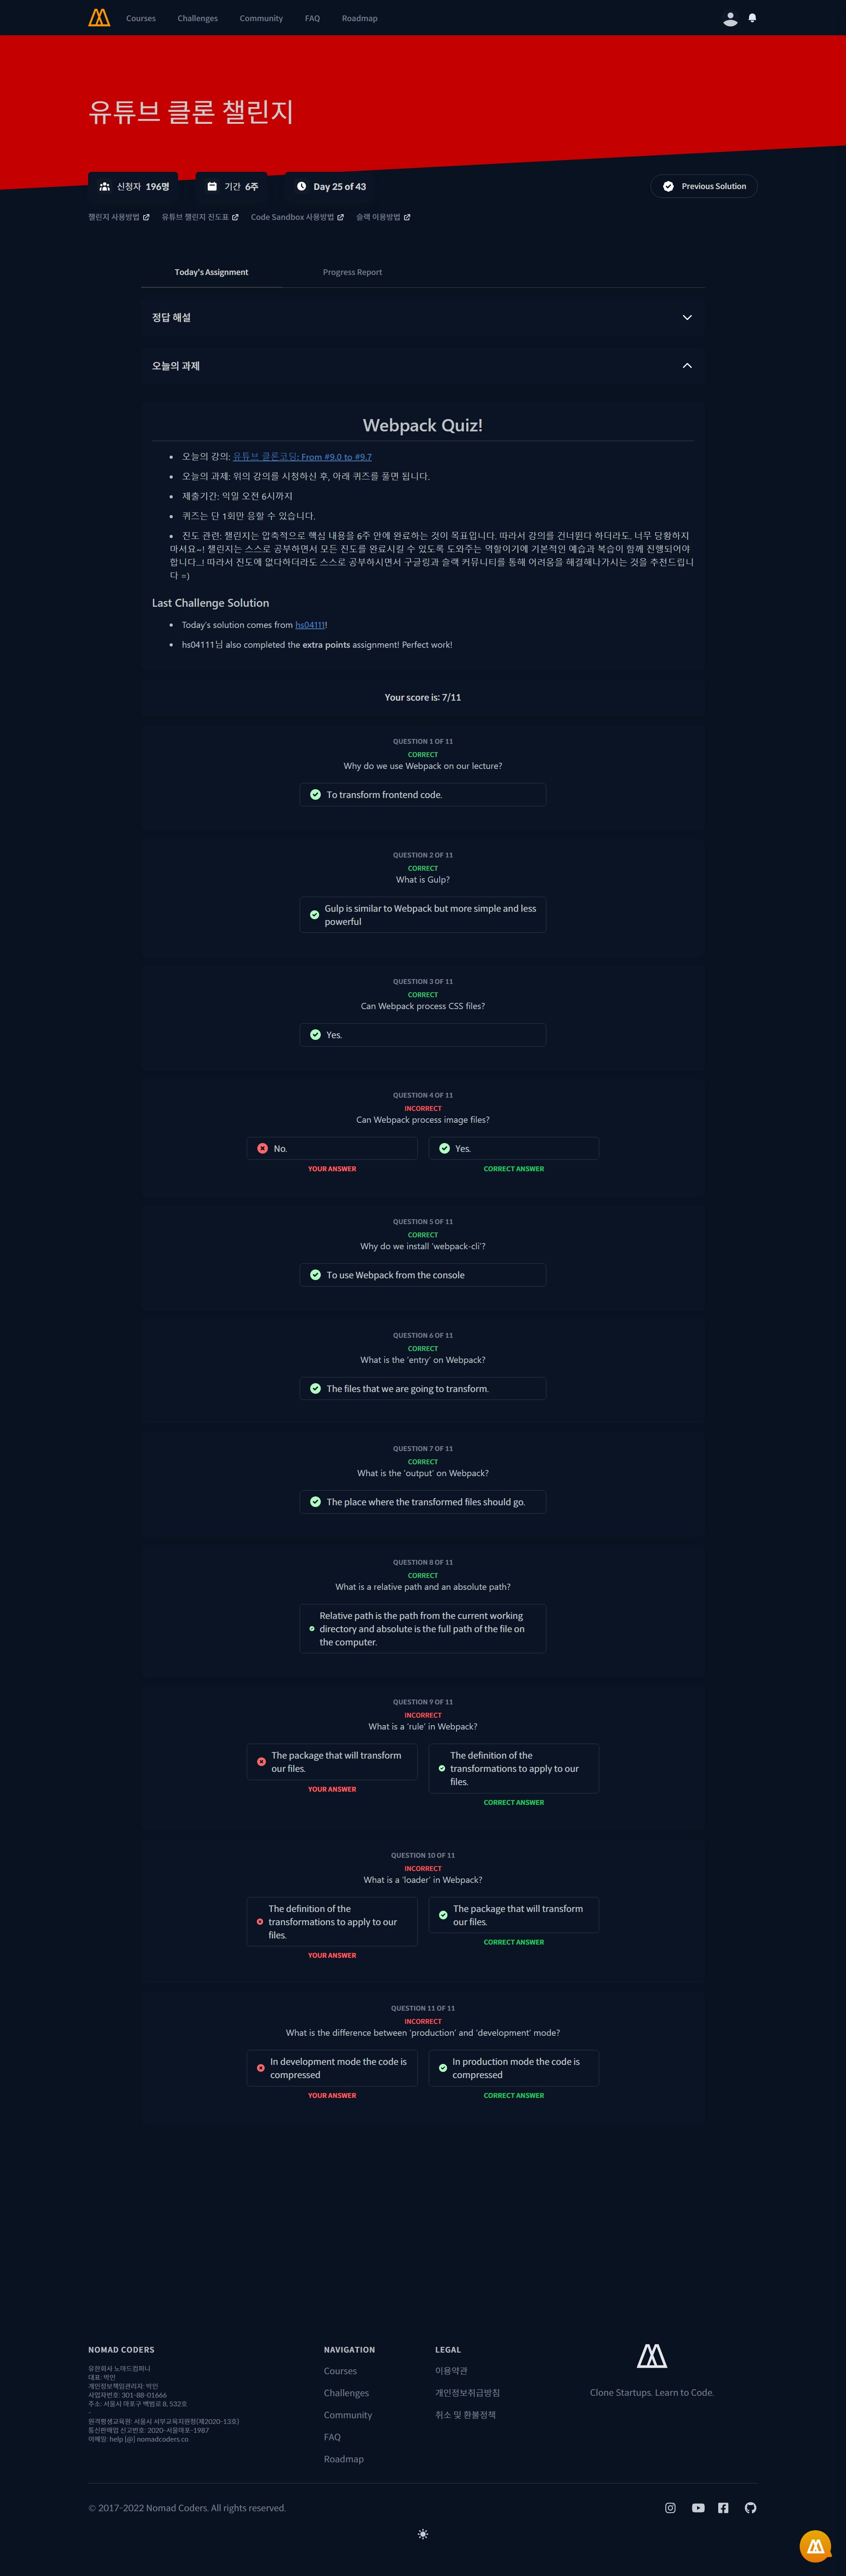 Courses Challenges Community FAQ Roadmap
유튜브 클론 챌린지
신청자 196명 기간 6주 Day 25 of 43 Previous Solution
챌린지 사용방법 유튜브 챌린지 진도표 Code Sandbox 사용방법 슬랙 이용방법
Today's Assignment Progress Report
정답 해설
오늘의 과제
Webpack Quiz!
오늘의 강의: 유튜브 클론코딩: From #9.0 to #9.7
오늘의 과제: 위의 강의를 시청하신 후, 아래 퀴즈를 풀면 됩니다.
제출기간: 익일 오전 6시까지
퀴즈는 단 1회만 응할 수 있습니다.
진도 관련: 챌린지는 압축적으로 핵심 내용을 6주 안에 완료하는 것이 목표입니다. 따라서 강의를 건너뛴다 하더라도, 너무 당황하지
마셔요~! 챌린지는 스스로 공부하면서 모든 진도를 완료시킬 수 있도록 도와주는 역할이기에 기본적인 예습과 복습이 함께 진행되어야
합니다...! 따라서 진도에 없다하더라도 스스로 공부하시면서 구글링과 슬랙 커뮤니티를 통해 어려움을 해결해나가시는 것을 추천드립니
다 =)
Last Challenge Solution
Today's solution comes from hs04111!
hs04111님 also completed the extra points assignment! Perfect work!
Your score is: 7/11
QUESTION 1 OF 11
CORRECT
Why do we use Webpack on our lecture?
To transform frontend code.
QUESTION 2 OF 11
CORRECT
What is Gulp?
Gulp is similar to Webpack but more simple and less
powerful
QUESTION 3 OF 11
CORRECT
Can Webpack process CSS files?
Yes.
QUESTION 4 OF 11
INCORRECT
Can Webpack process image files?
No. Yes.
YOUR ANSWER CORRECT ANSWER
QUESTION 5 OF 11
CORRECT
Why do we install 'webpack-cli'?
To use Webpack from the console
QUESTION 6 OF 11
CORRECT
What is the 'entry' on Webpack?
The files that we are going to transform.
QUESTION 7 OF 11
CORRECT
What is the 'output' on Webpack?
The place where the transformed files should go.
QUESTION 8 OF 11
CORRECT
What is a relative path and an absolute path?
Relative path is the path from the current working
directory and absolute is the full path of the file on
the computer.
QUESTION 9 OF 11
INCORRECT
What is a 'rule' in Webpack?
The package that will transform
our files.
YOUR ANSWER
The definition of the
transformations to apply to our
files.
CORRECT ANSWER
QUESTION 10 OF 11
INCORRECT
What is a 'loader' in Webpack?
The definition of the
transformations to apply to our
files.
YOUR ANSWER
The package that will transform
our files.
CORRECT ANSWER
QUESTION 11 OF 11
INCORRECT
What is the difference between 'production' and 'development' mode?
In development mode the code is
compressed
YOUR ANSWER
In production mode the code is
compressed
CORRECT ANSWER
NOMAD CODERS
유한회사 노마드컴퍼니
대표: 박인
개인정보책임관리자: 박인
사업자번호: 301-88-01666
주소: 서울시 마포구 백범로 8, 532호
-
원격평생교육원: 서울시 서부교육지원청(제2020-13호)
통신판매업 신고번호: 2020-서울마포-1987
이메일: help [@] nomadcoders.co
NAVIGATION
Courses
Challenges
Community
FAQ
Roadmap
LEGAL
이용약관
개인정보취급방침
취소 및 환불정책
Clone Startups. Learn to Code.
© 2017-2022 Nomad Coders. All rights reserved.